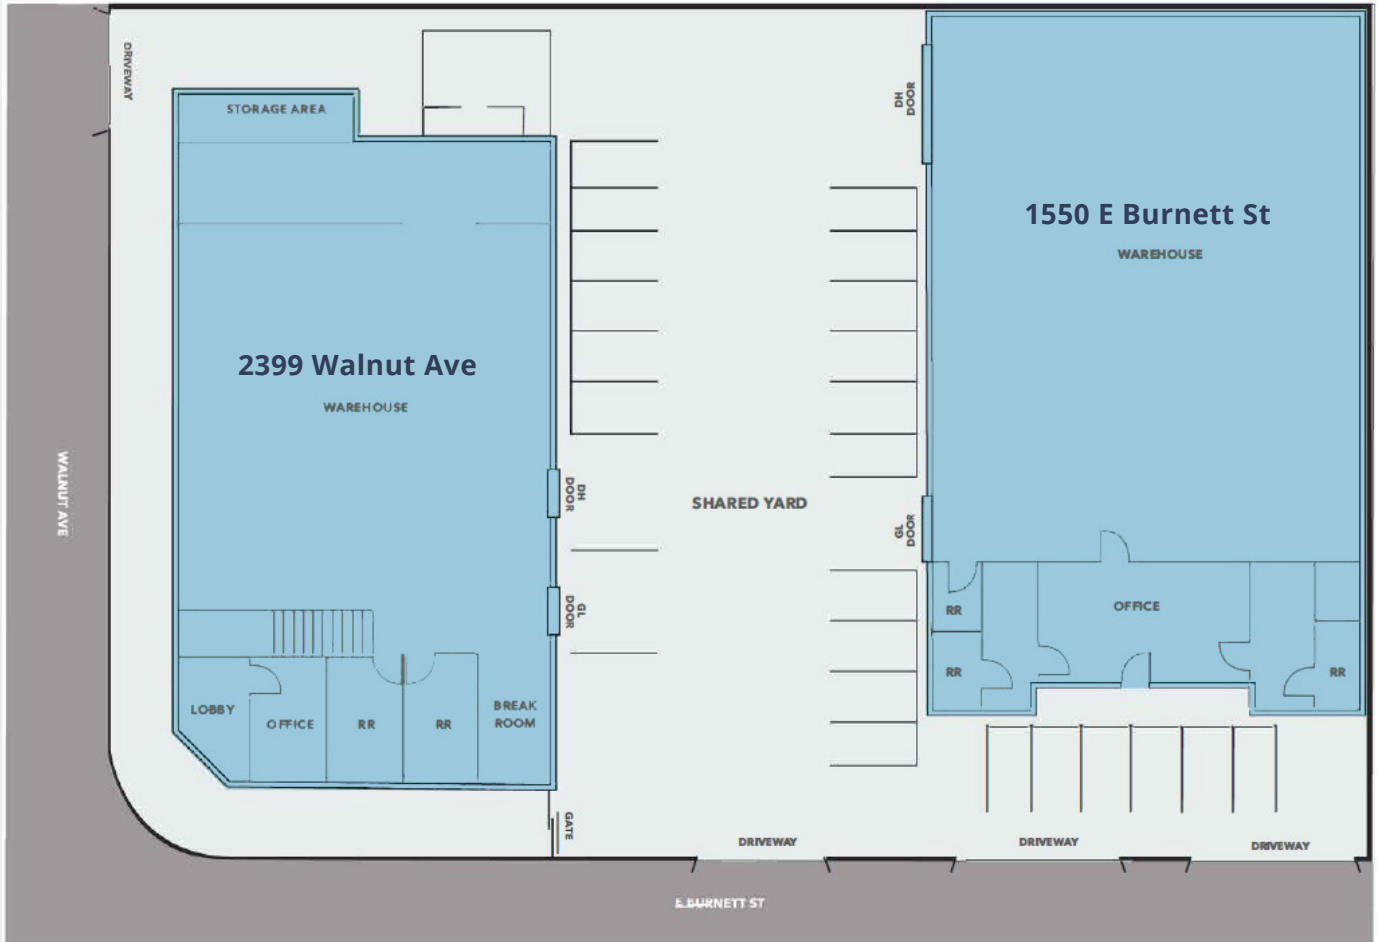 DRIVEWAY
STORAGE AREA
DH
DOOR
1550 E Burnett St
WAREHOUSE
2399 Walnut Ave
WAREHOUSE
WALNUT AVE
DH
DOOR
SHARED YARD
GL
DOOR
GL
DOOR
RR
OFFICE
RR
RR
LOBBY
OFFICE
RR
RR
BREAK
ROOM
GATE
DRIVEWAY
DRIVEWAY
DRIVEWAY
E BURNETT ST